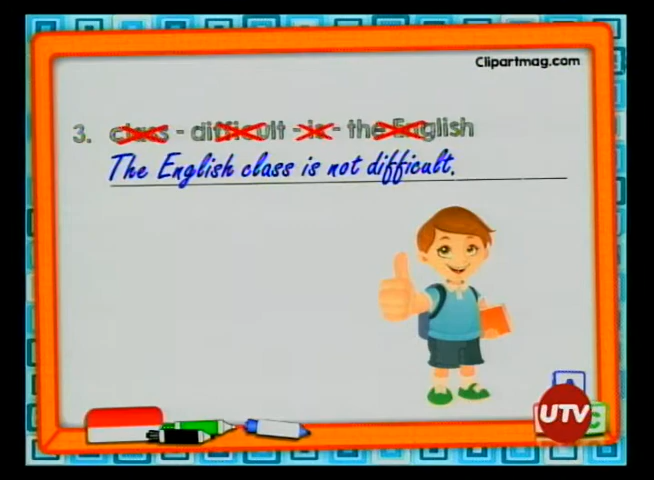 Clipartmag.com
3. class - difficult - is - the English
The English class is not difficult.
A
C
UTV